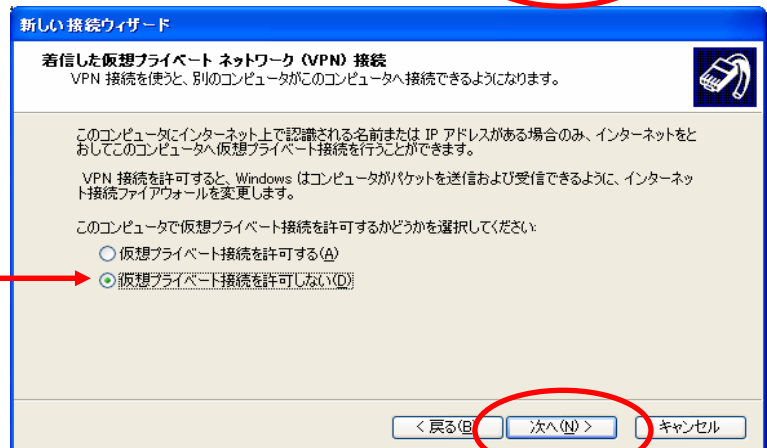 新しい接続ウィザード
着信した仮想プライベート ネットワーク (VPN) 接続
VPN 接続を使うと、別のコンピュータがこのコンピュータへ接続できるようになります。
このコンピュータにインターネット上で認識される名前または IP アドレスがある場合のみ、インターネットをと
おしてこのコンピュータへ仮想プライベート接続を行うことができます。
VPN 接続を許可すると、Windows はコンピュータがパケットを送信および受信できるように、インターネッ
ト接続ファイアウォールを変更します。
このコンピュータで仮想プライベート接続を許可するかどうかを選択してください:
仮想プライベート接続を許可する(A)
仮想プライベート接続を許可しない(D)
< 戻る(B) 次へ(N) > キャンセル